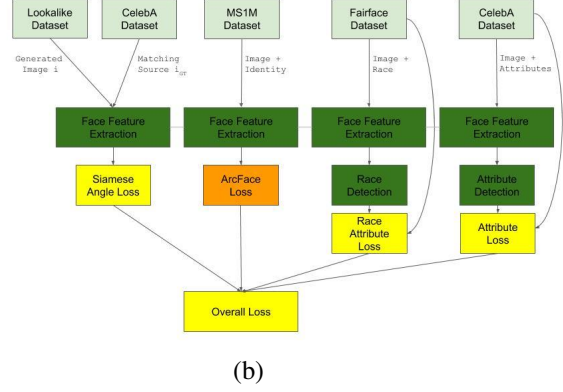 Lookalike
Dataset
CelebA
Dataset
MS1M
Dataset
Fairface
Dataset
CelebA
Dataset
Generated
Image i
Matching
Source i_GT
Image +
Identity
Image +
Race
Image +
Attributes
Face Feature
Extraction
Face Feature
Extraction
Face Feature
Extraction
Face Feature
Extraction
Siamese
Angle Loss
ArcFace
Loss
Race
Detection
Attribute
Detection
Race
Attribute
Loss
Attribute
Loss
Overall Loss
(b)